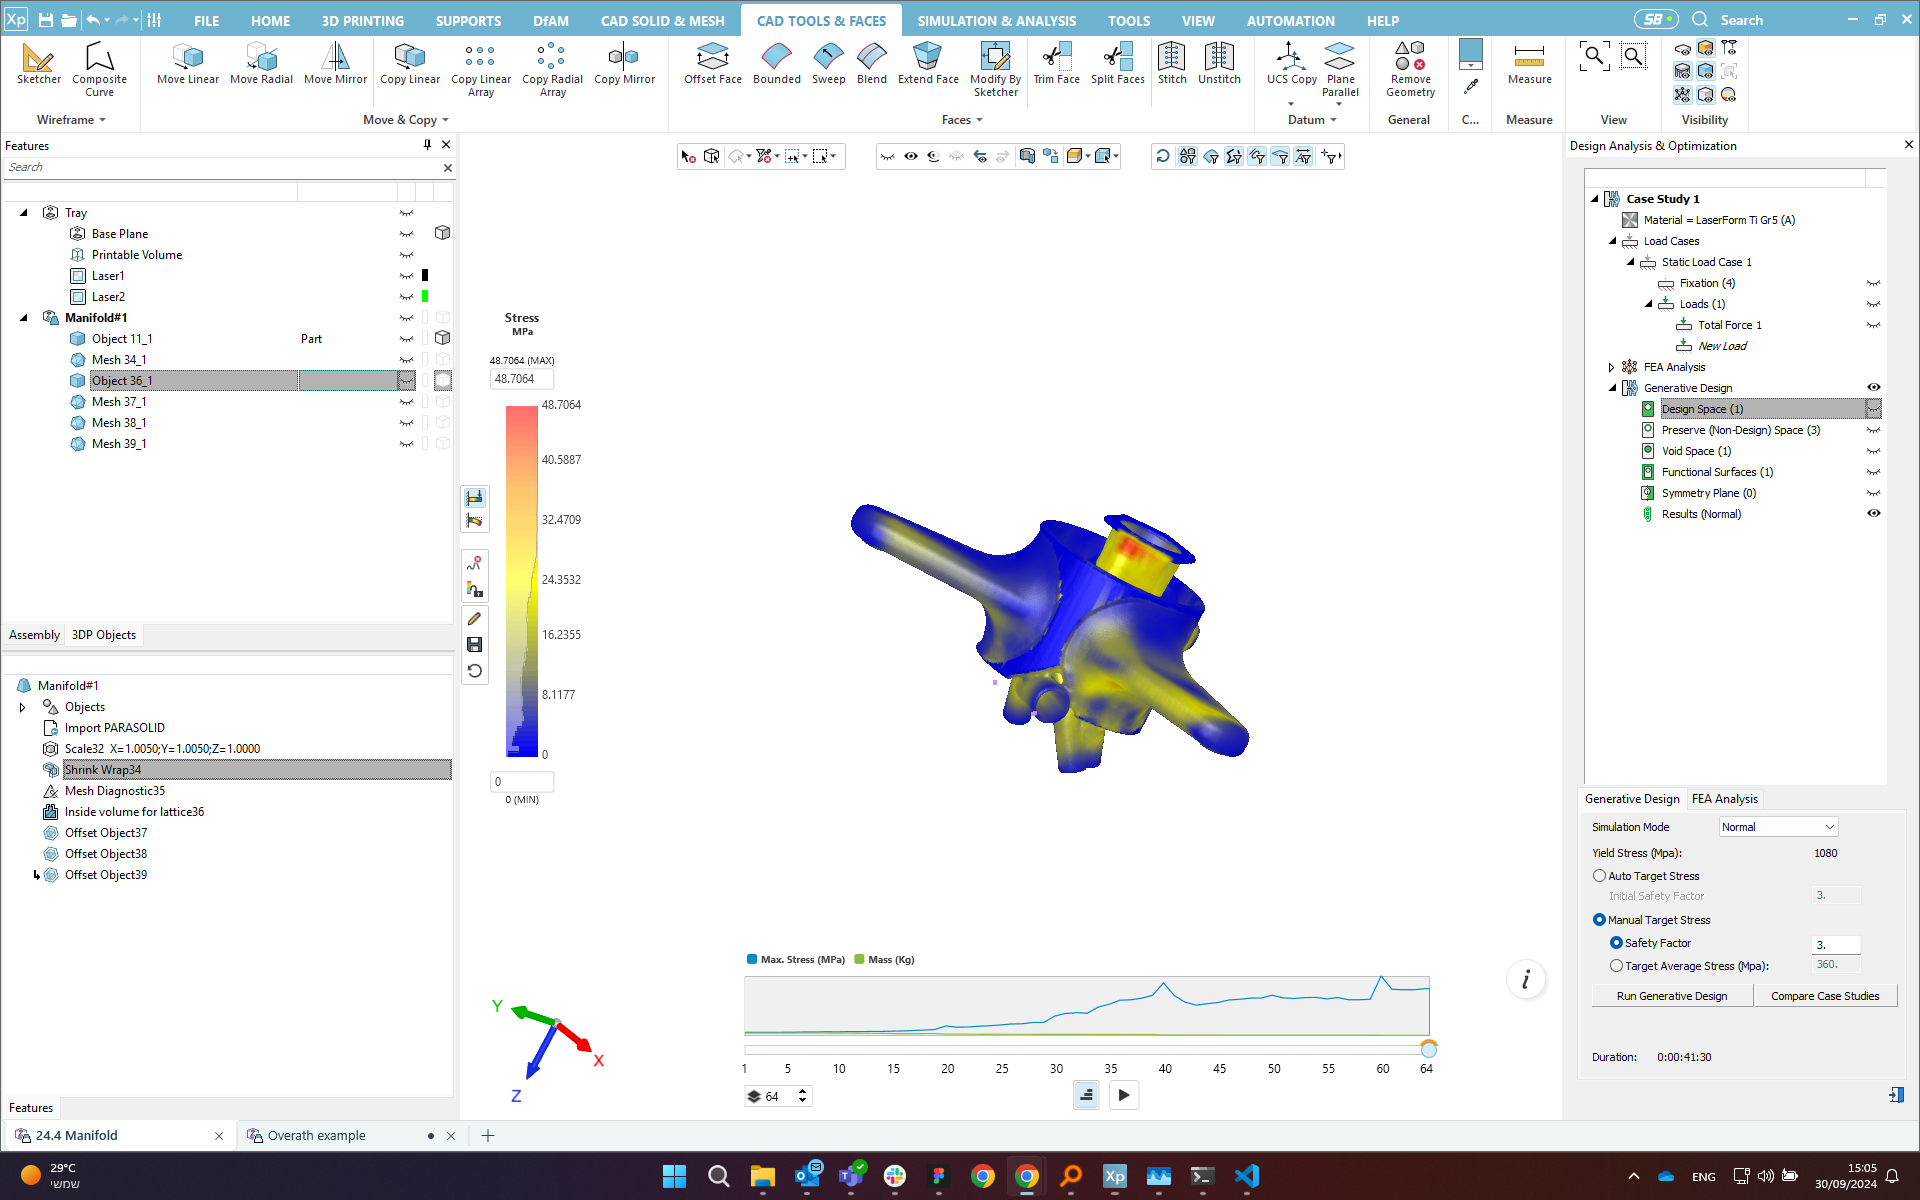 Xp FILE HOME 3D PRINTING SUPPORTS DfAM CAD SOLID & MESH CAD TOOLS & FACES SIMULATION & ANALYSIS TOOLS VIEW AUTOMATION HELP SB Search
Sketcher Composite Curve Move Linear Move Radial Move Mirror Copy Linear Copy Linear Array Copy Radial Array Copy Mirror Offset Face Bounded Sweep Blend Extend Face Modify By Sketcher Trim Face Split Faces Stitch Unstitch UCS Copy Plane Parallel Remove Geometry Measure
Wireframe Move & Copy Faces Datum General C... Measure View Visibility
Features
Search
Tray
Base Plane
Printable Volume
Laser1
Laser2
Manifold#1
Object 11_1 Part
Mesh 34_1
Object 36_1
Mesh 37_1
Mesh 38_1
Mesh 39_1
Assembly 3DP Objects
Manifold#1
Objects
Import PARASOLID
Scale32 X=1.0050;Y=1.0050;Z=1.0000
Shrink Wrap34
Mesh Diagnostic35
Inside volume for lattice36
Offset Object37
Offset Object38
Offset Object39
Features
Stress
MPa
48.7064 (MAX)
48.7064
48.7064
40.5887
32.4709
24.3532
16.2355
8.1177
0
0
0 (MIN)
Y
X
Z
Max. Stress (MPa) Mass (Kg)
1 5 10 15 20 25 30 35 40 45 50 55 60 64
64
i
Design Analysis & Optimization
Case Study 1
Material = LaserForm Ti Gr5 (A)
Load Cases
Static Load Case 1
Fixation (4)
Loads (1)
Total Force 1
New Load
FEA Analysis
Generative Design
Design Space (1)
Preserve (Non-Design) Space (3)
Void Space (1)
Functional Surfaces (1)
Symmetry Plane (0)
Results (Normal)
Generative Design FEA Analysis
Simulation Mode Normal
Yield Stress (Mpa): 1080
Auto Target Stress
Initial Safety Factor 3.
Manual Target Stress
Safety Factor 3.
Target Average Stress (Mpa): 360.
Run Generative Design Compare Case Studies
Duration: 0:00:41:30
24.4 Manifold Overath example
29°C
שמשי
Xp
ENG
15:05
30/09/2024